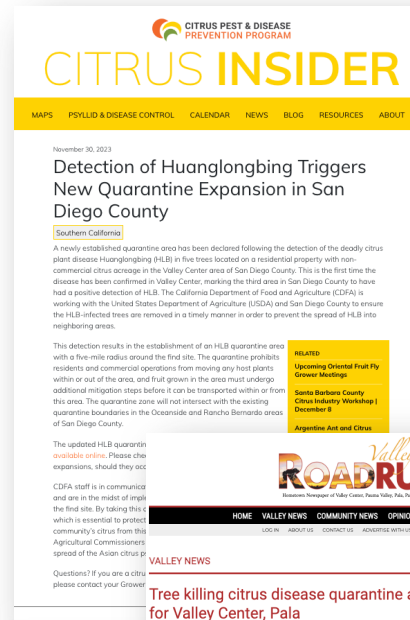 CITRUS PEST & DISEASE
PREVENTION PROGRAM
CITRUS INSIDER
MAPS PSYLLID & DISEASE CONTROL CALENDAR NEWS BLOG RESOURCES ABOUT
November 30, 2023
Detection of Huanglongbing Triggers
New Quarantine Expansion in San
Diego County
Southern California
A newly established quarantine area has been declared following the detection of the deadly citrus
plant disease Huanglongbing (HLB) in five trees located on a residential property with non-
commercial citrus acreage in the Valley Center area of San Diego County. This is the first time the
disease has been confirmed in Valley Center, marking the third area in San Diego County to have
had a positive detection of HLB. The California Department of Food and Agriculture (CDFA) is
working with the United States Department of Agriculture (USDA) and San Diego County to ensure
the HLB-infected trees are removed in a timely manner in order to prevent the spread of HLB into
neighboring areas.
This detection results in the establishment of an HLB quarantine area
with a five-mile radius around the find site. The quarantine prohibits
residents and commercial operations from moving any host plants
within or out of the area, and fruit grown in the area must undergo
additional mitigation steps before it can be transported within or from
this area. The quarantine zone will not intersect with the existing
quarantine boundaries in the Oceanside and Rancho Bernardo areas
of San Diego County.
RELATED
Upcoming Oriental Fruit Fly
Grower Meetings
Santa Barbara County
Citrus Industry Workshop |
December 8
Argentine Ant and Citrus
The updated HLB quarantin
available online. Please che
expansions, should they occ
CDFA staff is in communica
and are in the midst of imple
the find site. By taking this c
which is essential to protect
community's citrus from this
Agricultural Commissioners
spread of the Asian citrus p
Questions? If you are a citru
please contact your Grower
Valley
ROADRU
Hometown Newspaper of Valley Center, Pauma Valley, Pala, Pa
HOME VALLEY NEWS COMMUNITY NEWS OPINIO
LOG IN ABOUT US CONTACT US ADVERTISE WITH US
VALLEY NEWS
Tree killing citrus disease quarantine a
for Valley Center, Pala